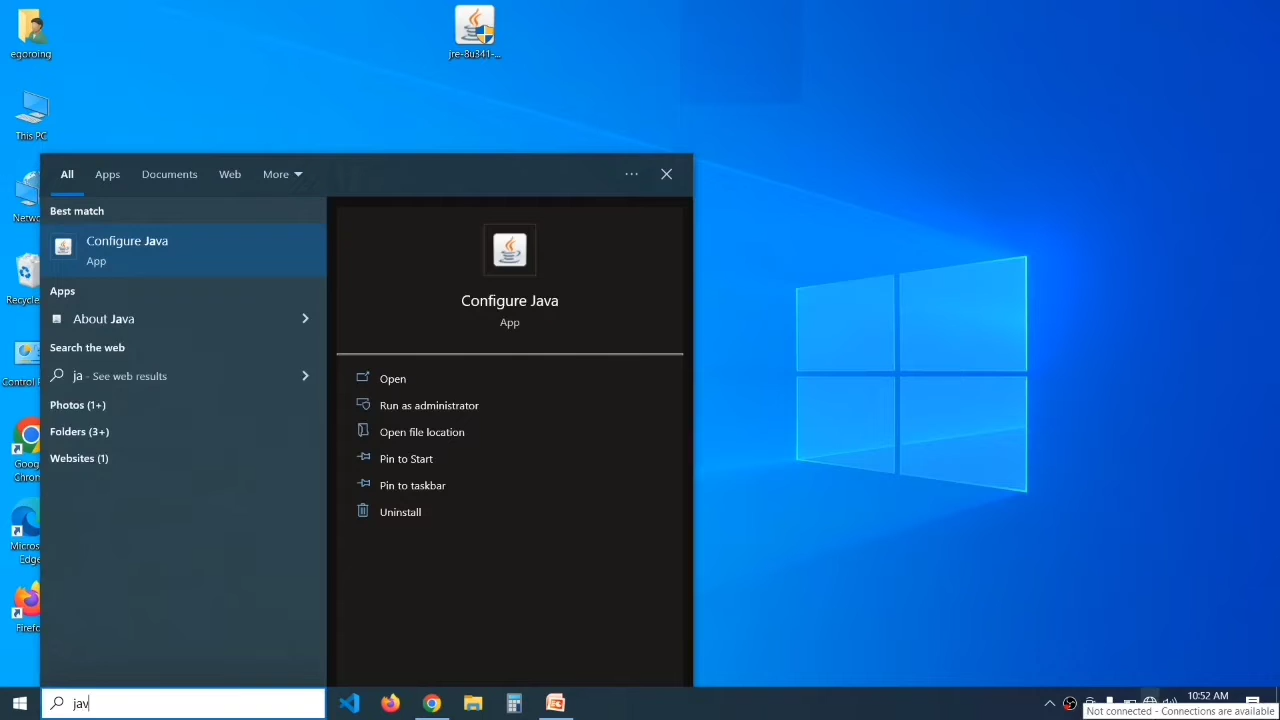 egoroing
jre-8u341-...
This PC
Netwo
Recycle
Control P
Goog
Chron
Micros
Edge
Firefo
All
Apps
Documents
Web
More
Best match
Configure Java
App
Apps
About Java
Search the web
ja - See web results
Photos (1+)
Folders (3+)
Websites (1)
Configure Java
App
Open
Run as administrator
Open file location
Pin to Start
Pin to taskbar
Uninstall
jav
10:52 AM
Not connected - Connections are available